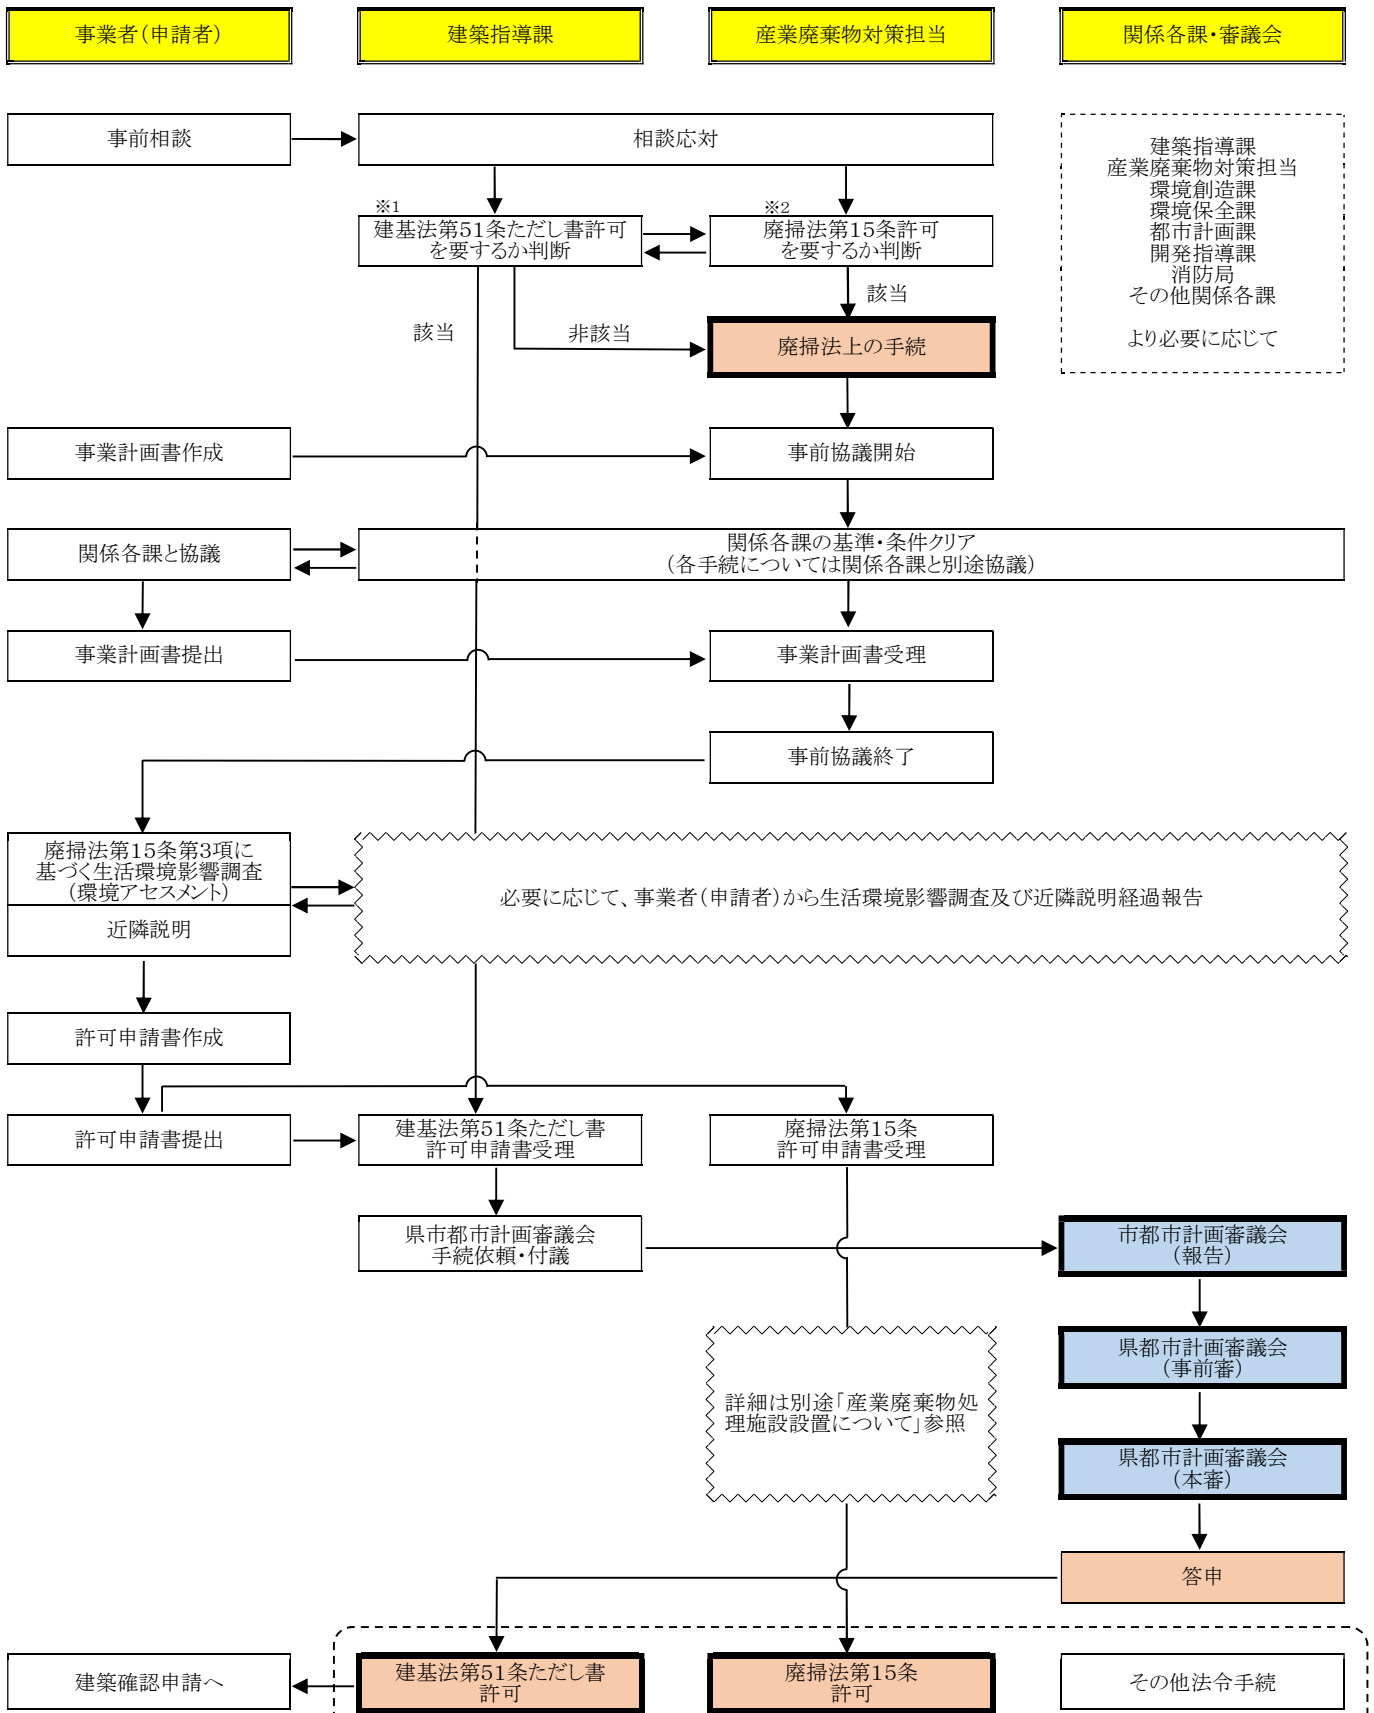 事業者（申請者）
建築指導課
産業廃棄物対策担当
関係各課・審議会
事前相談
相談応対
建築指導課
産業廃棄物対策担当
環境創造課
環境保全課
都市計画課
開発指導課
消防局
その他関係各課
より必要に応じて
※1
建基法第51条ただし書許可
を要するか判断
※2
廃掃法第15条許可
を要するか判断
該当
該当
非該当
廃掃法上の手続
事業計画書作成
事前協議開始
関係各課と協議
関係各課の基準・条件クリア
（各手続については関係各課と別途協議）
事業計画書提出
事業計画書受理
事前協議終了
廃掃法第15条第3項に
基づく生活環境影響調査
（環境アセスメント）
近隣説明
必要に応じて、事業者（申請者）から生活環境影響調査及び近隣説明経過報告
許可申請書作成
許可申請書提出
建基法第51条ただし書
許可申請書受理
廃掃法第15条
許可申請書受理
県市都市計画審議会
手続依頼・付議
市都市計画審議会
（報告）
県都市計画審議会
（事前審）
詳細は別途「産業廃棄物処
理施設設置について」参照
県都市計画審議会
（本審）
答申
建築確認申請へ
建基法第51条ただし書
許可
廃掃法第15条
許可
その他法令手続